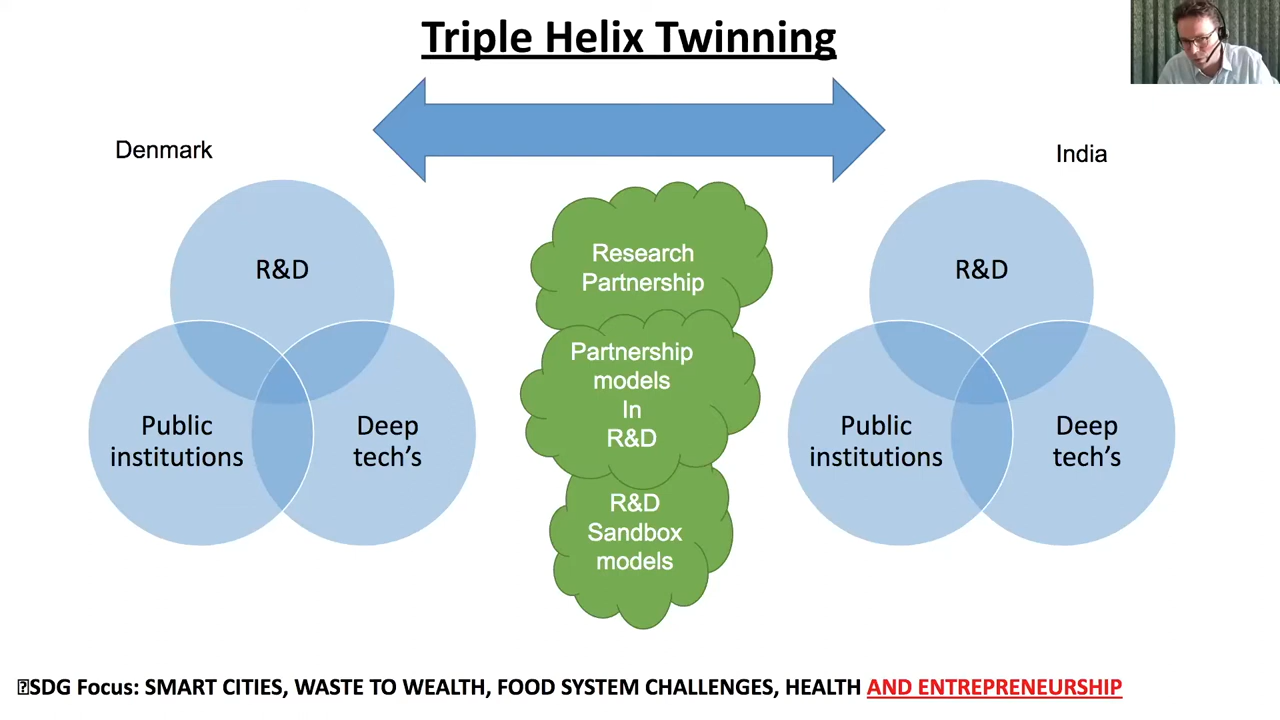 Triple Helix Twinning
Denmark
India
R&D
Public
institutions
Deep
tech’s
Research
Partnership
Partnership
models
In
R&D
R&D
Sandbox
models
R&D
Public
institutions
Deep
tech’s
SDG Focus: SMART CITIES, WASTE TO WEALTH, FOOD SYSTEM CHALLENGES, HEALTH AND ENTREPRENEURSHIP